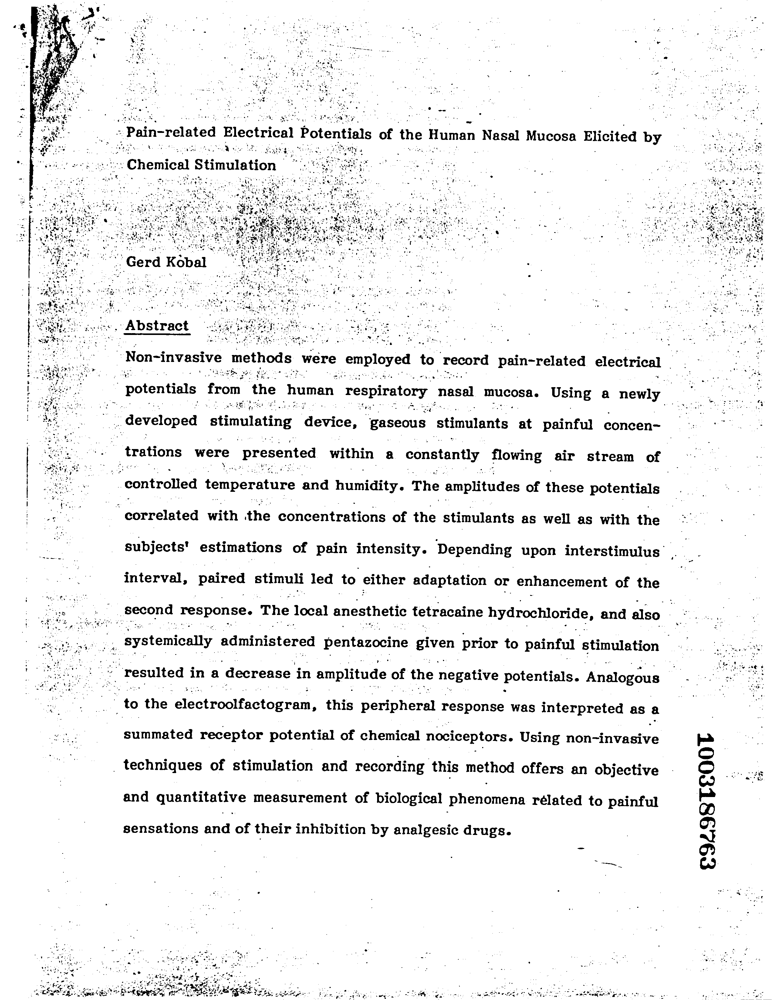 Pain-related Electrical Potentials of the Human Nasal Mucosa Elicited by
Chemical Stimulation
Gerd Kobal
Abstract
Non-invasive methods were employed to record pain-related electrical
potentials from the human respiratory nasal mucosa. Using a newly
developed stimulating device, gaseous stimulants at painful concen-
trations were presented within a constantly flowing air stream of
controlled temperature and humidity. The amplitudes of these potentials
correlated with the concentrations of the stimulants as well as with the
subjects' estimations of pain intensity. Depending upon interstimulus
interval, paired stimuli led to either adaptation or enhancement of the
second response. The local anesthetic tetracaine hydrochloride, and also
systemically administered pentazocine given prior to painful stimulation
resulted in a decrease in amplitude of the negative potentials. Analogous
to the electroolfactogram, this peripheral response was interpreted as a
summated receptor potential of chemical nociceptors. Using non-invasive
techniques of stimulation and recording this method offers an objective
and quantitative measurement of biological phenomena related to painful
sensations and of their inhibition by analgesic drugs.
1003186763